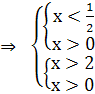 ⇒ { { x < 1/2
x > 0
{ x > 2
x > 0